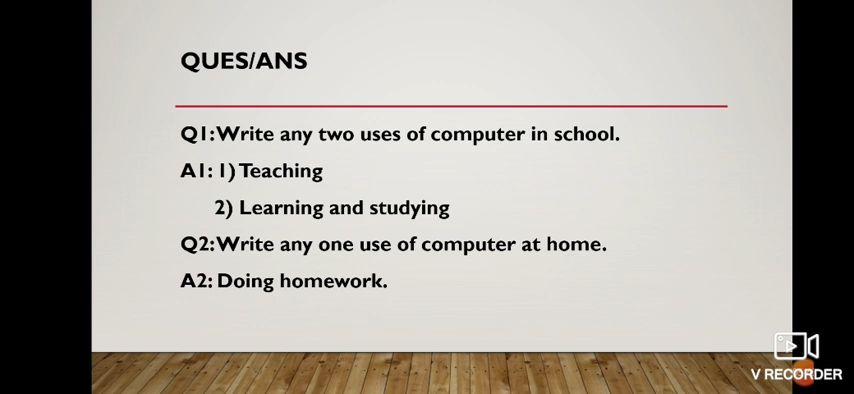 QUES/ANS
Q1:Write any two uses of computer in school.
A1: 1) Teaching
2) Learning and studying
Q2:Write any one use of computer at home.
A2: Doing homework.
V RECORDER